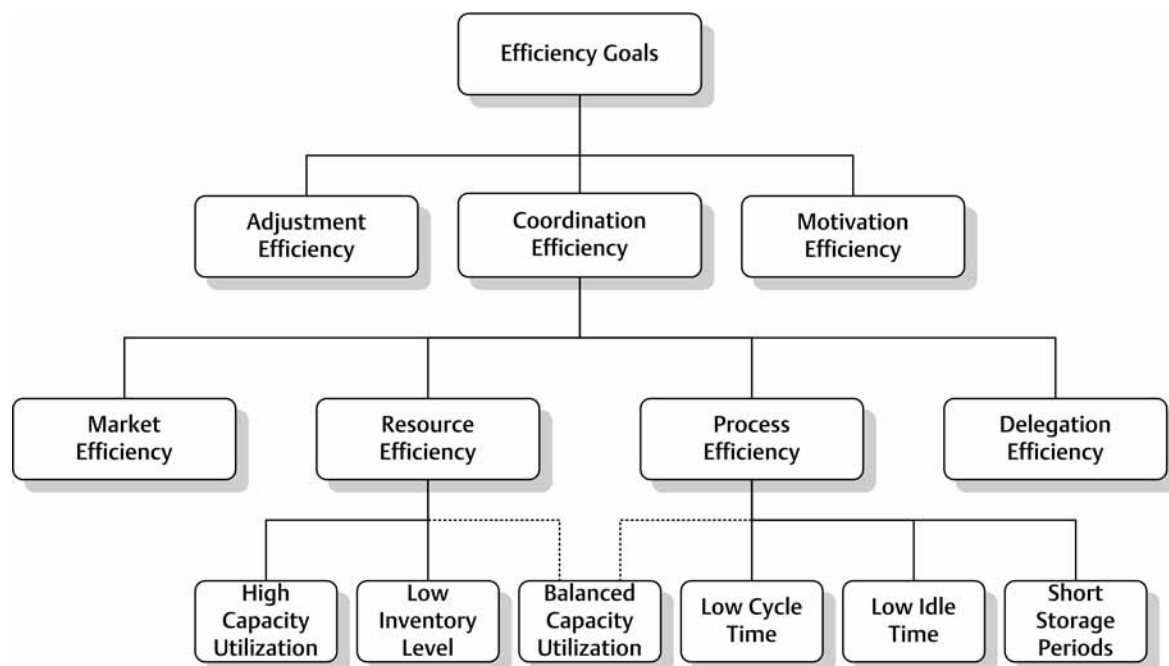 Efficiency Goals
Adjustment
Efficiency
Coordination
Efficiency
Motivation
Efficiency
Market
Efficiency
Resource
Efficiency
Process
Efficiency
Delegation
Efficiency
High
Capacity
Utilization
Low
Inventory
Level
Balanced
Capacity
Utilization
Low Cycle
Time
Low Idle
Time
Short
Storage
Periods